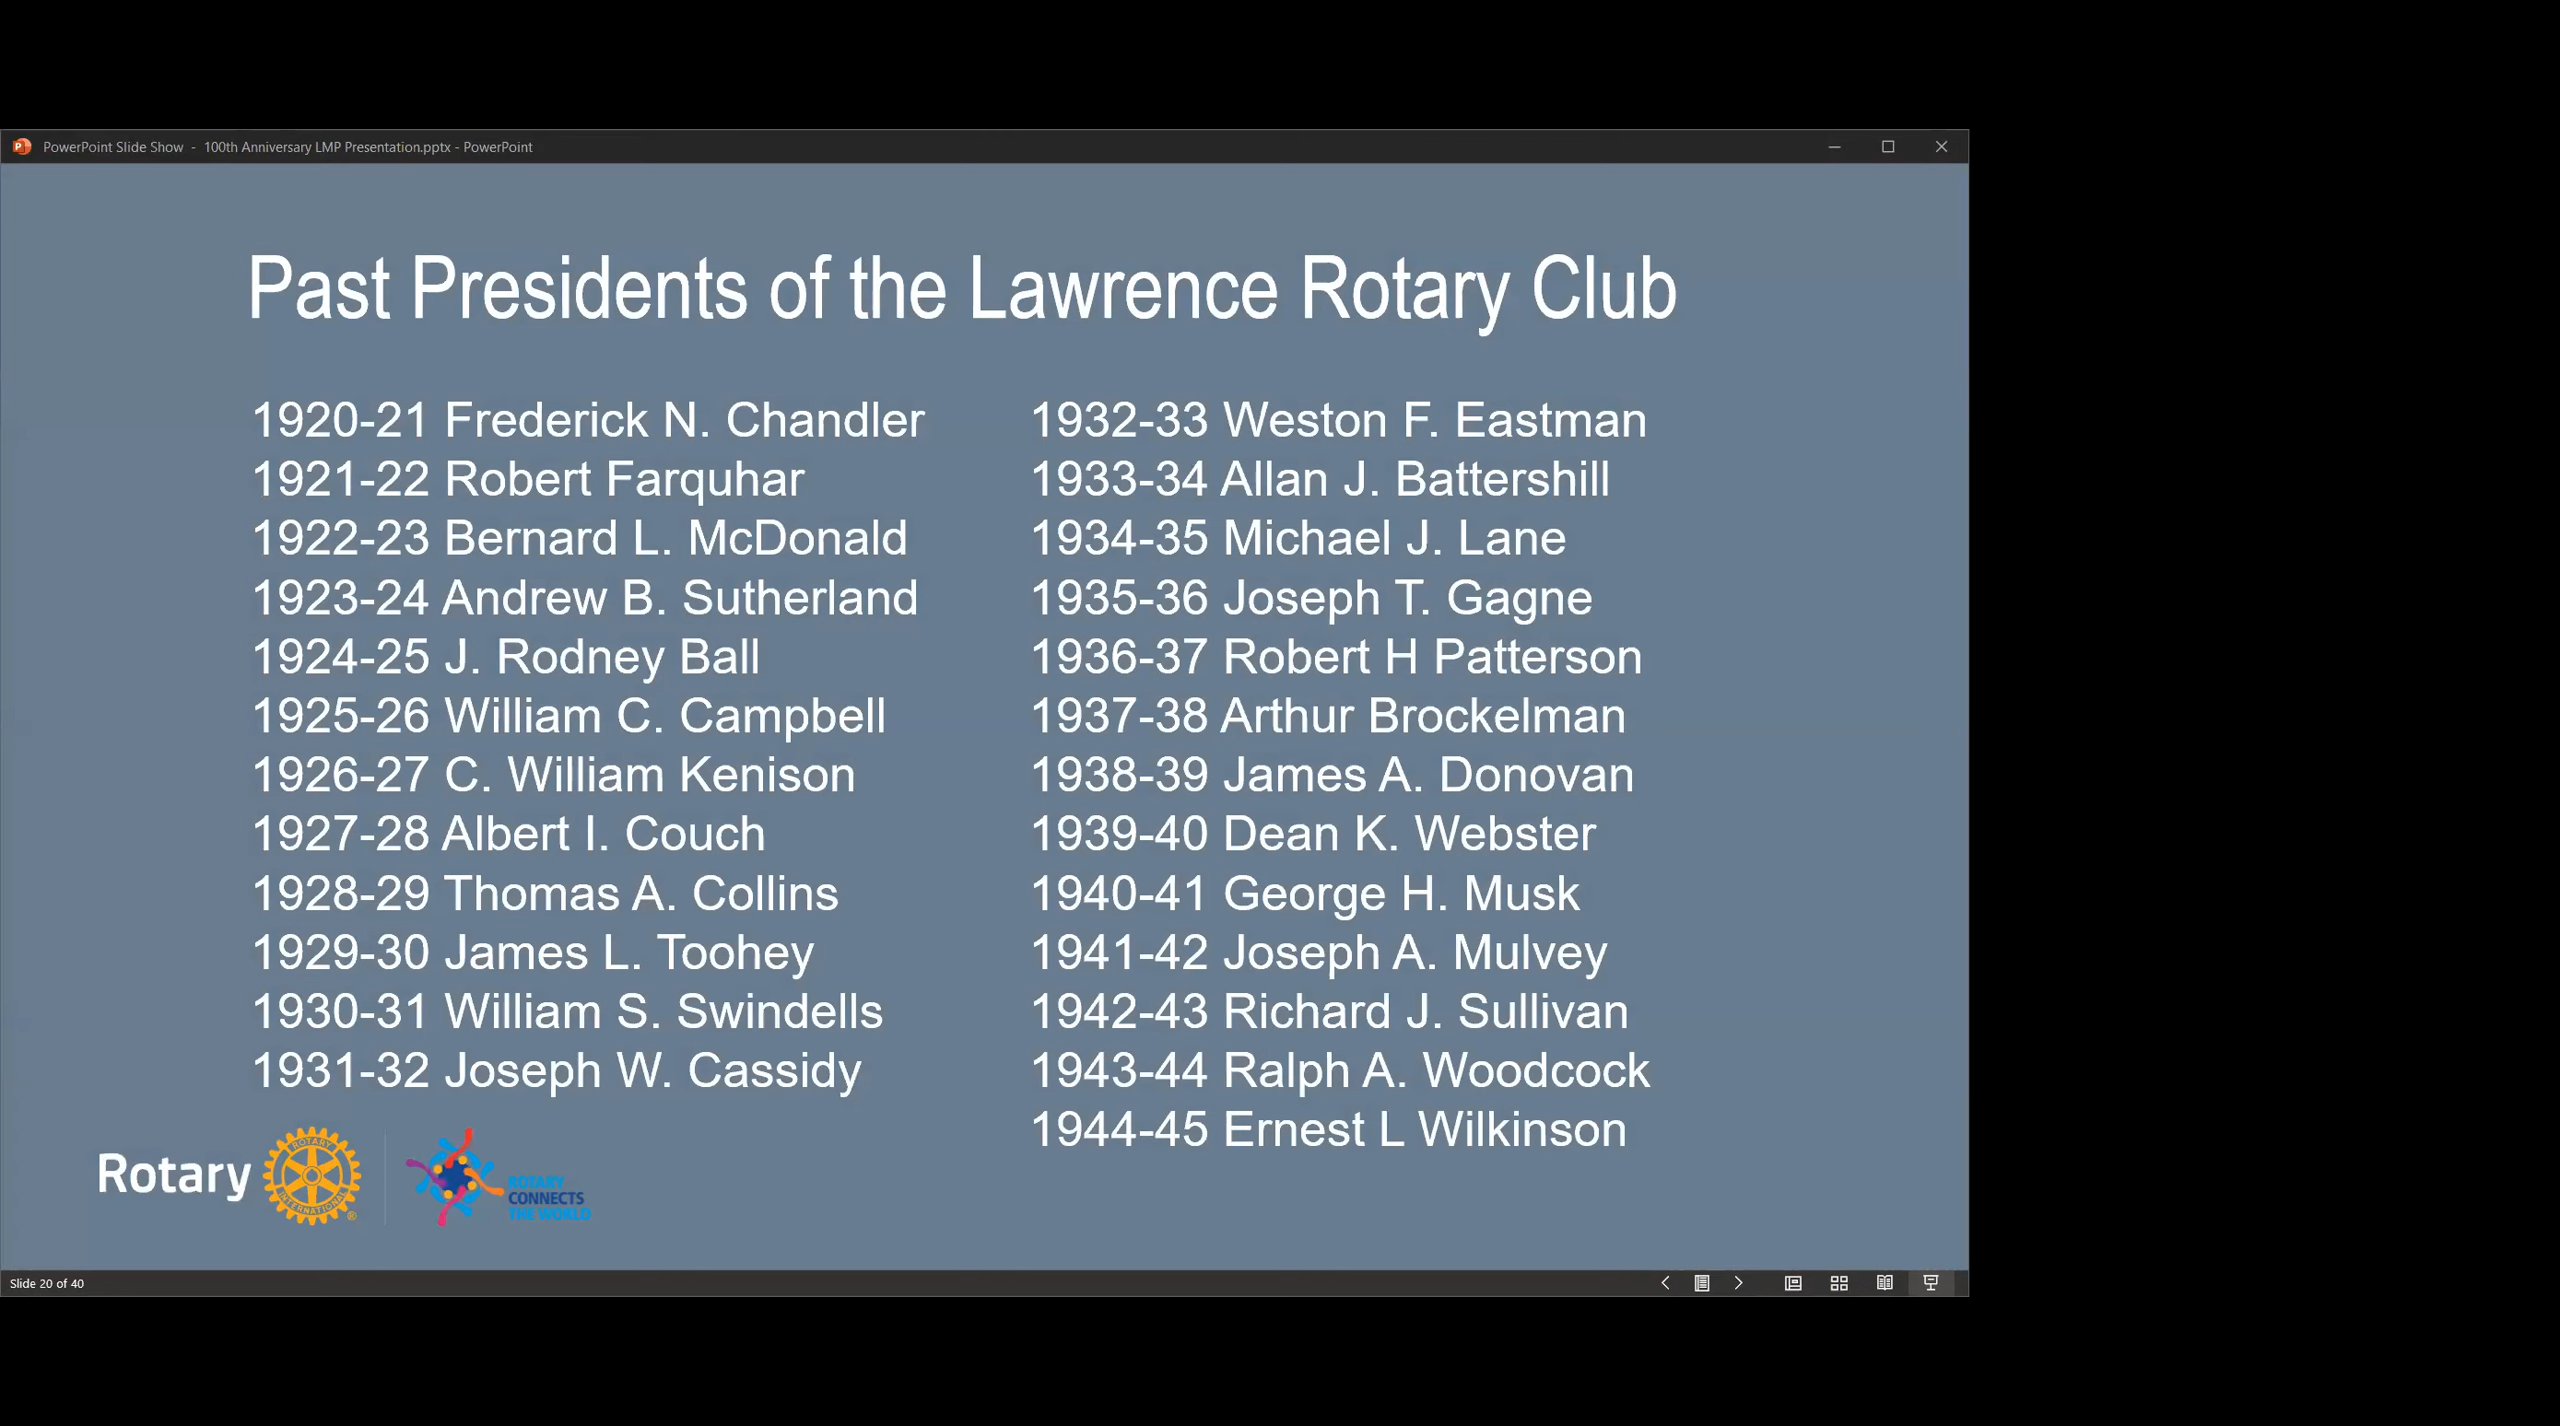 PowerPoint Slide Show - 100th Anniversary LMP Presentation.pptx - PowerPoint
Past Presidents of the Lawrence Rotary Club
1920-21 Frederick N. Chandler
1921-22 Robert Farquhar
1922-23 Bernard L. McDonald
1923-24 Andrew B. Sutherland
1924-25 J. Rodney Ball
1925-26 William C. Campbell
1926-27 C. William Kenison
1927-28 Albert I. Couch
1928-29 Thomas A. Collins
1929-30 James L. Toohey
1930-31 William S. Swindells
1931-32 Joseph W. Cassidy
1932-33 Weston F. Eastman
1933-34 Allan J. Battershill
1934-35 Michael J. Lane
1935-36 Joseph T. Gagne
1936-37 Robert H Patterson
1937-38 Arthur Brockelman
1938-39 James A. Donovan
1939-40 Dean K. Webster
1940-41 George H. Musk
1941-42 Joseph A. Mulvey
1942-43 Richard J. Sullivan
1943-44 Ralph A. Woodcock
1944-45 Ernest L Wilkinson
Rotary
ROTARY
INTERNATIONAL
®
ROTARY
CONNECTS
THE WORLD
Slide 20 of 40